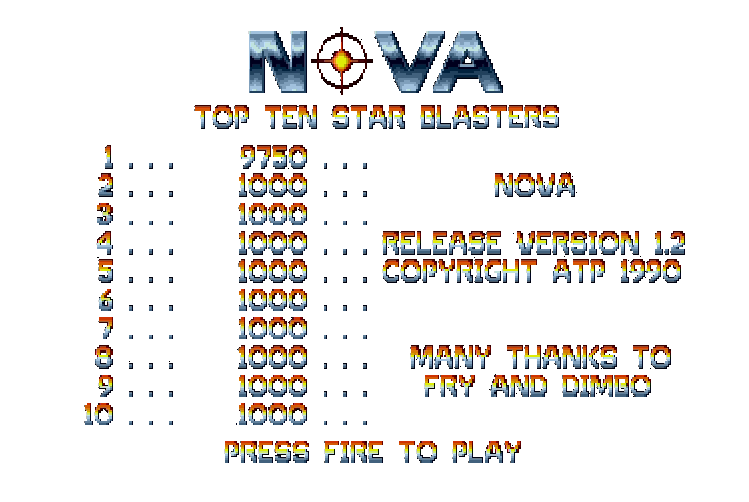 NOVA
TOP TEN STAR BLASTERS
1 . . . 9750 . . .
2 . . . 1000 . . . NOVA
3 . . . 1000 . . .
4 . . . 1000 . . . RELEASE VERSION 1.2
5 . . . 1000 . . . COPYRIGHT ATP 1990
6 . . . 1000 . . .
7 . . . 1000 . . .
8 . . . 1000 . . . MANY THANKS TO
9 . . . 1000 . . . FRY AND DIMBO
10 . . . 1000 . . .
PRESS FIRE TO PLAY